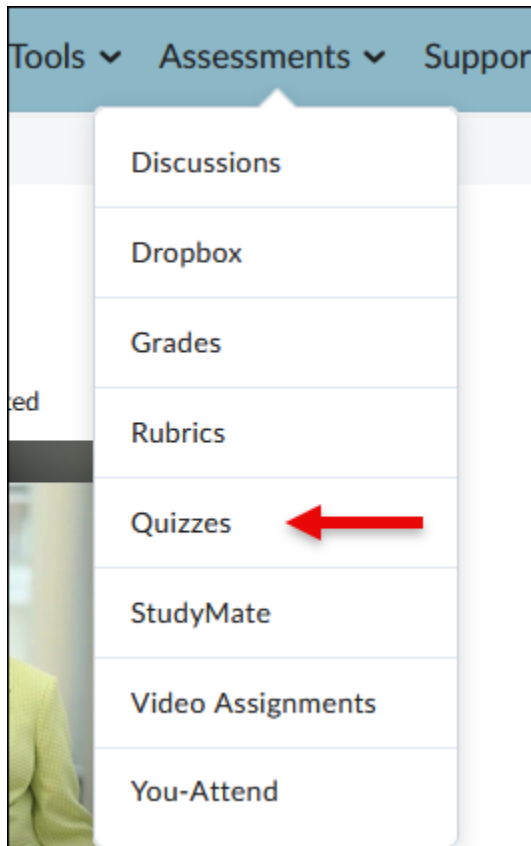 Tools Assessments Suppor
Discussions
Dropbox
Grades
Rubrics
ted
Quizzes
StudyMate
Video Assignments
You-Attend